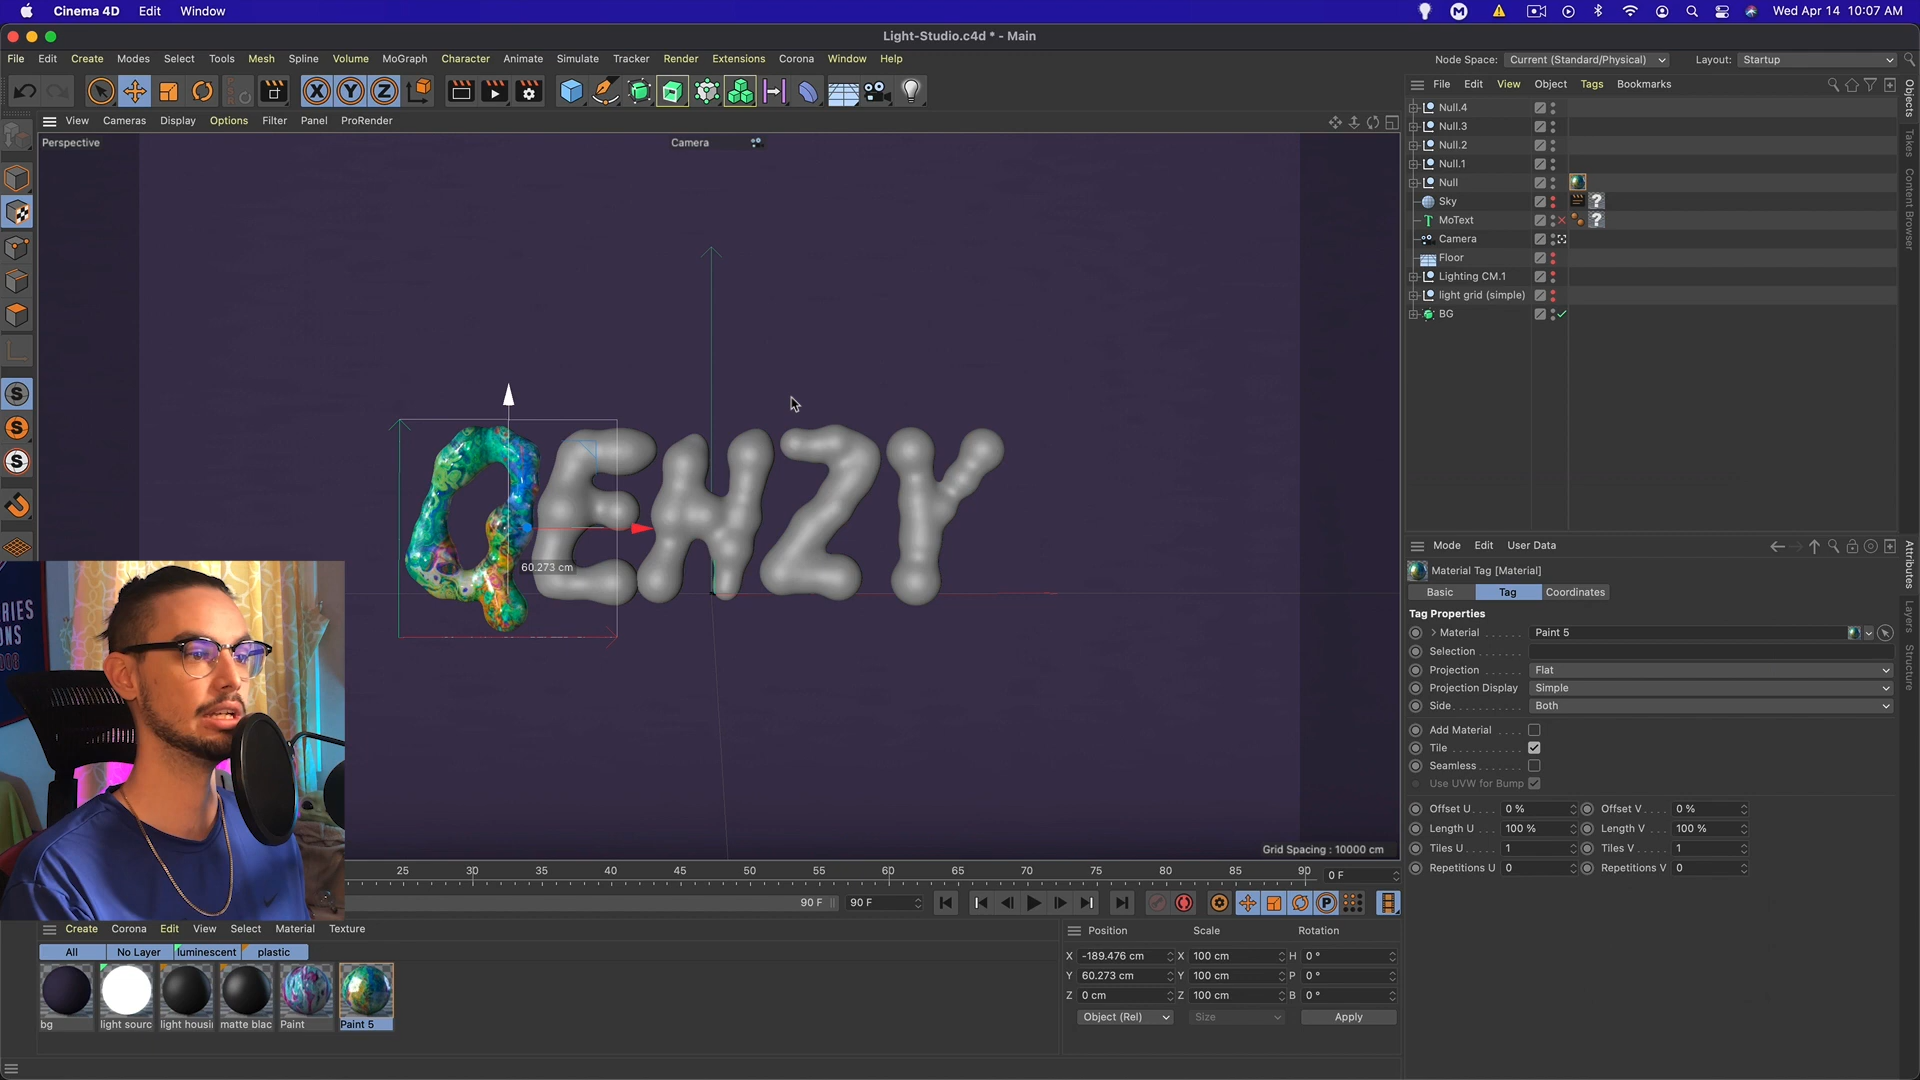 Cinema 4D Edit Window
Wed Apr 14 10:07 AM
Light-Studio.c4d * - Main
File Edit Create Modes Select Tools Mesh Spline Volume MoGraph Character Animate Simulate Tracker Render Extensions Corona Window Help
Node Space: Current (Standard/Physical) Layout: Startup
File Edit View Object Tags Bookmarks
View Cameras Display Options Filter Panel ProRender
Perspective
Camera
Null.4
Null.3
Null.2
Null.1
Null
Sky
MoText
Camera
Floor
Lighting CM.1
light grid (simple)
BG
Objects
Takes
Content Browser
QENZY
60.273 cm
Grid Spacing : 10000 cm
Mode Edit User Data
Material Tag [Material]
Basic Tag Coordinates
Tag Properties
Material Paint 5
Selection
Projection Flat
Projection Display Simple
Side Both
Add Material
Tile
Seamless
Use UVW for Bump
Offset U 0 % Offset V 0 %
Length U 100 % Length V 100 %
Tiles U 1 Tiles V 1
Repetitions U 0 Repetitions V 0
Attributes
Layers
Structure
25 30 35 40 45 50 55 60 65 70 75 80 85 90 0 F
90 F 90 F
Create Corona Edit View Select Material Texture
All No Layer luminescent plastic
bg light sourc light housi matte blac Paint Paint 5
Position Scale Rotation
X -189.476 cm X 100 cm H 0 °
Y 60.273 cm Y 100 cm P 0 °
Z 0 cm Z 100 cm B 0 °
Object (Rel) Size Apply